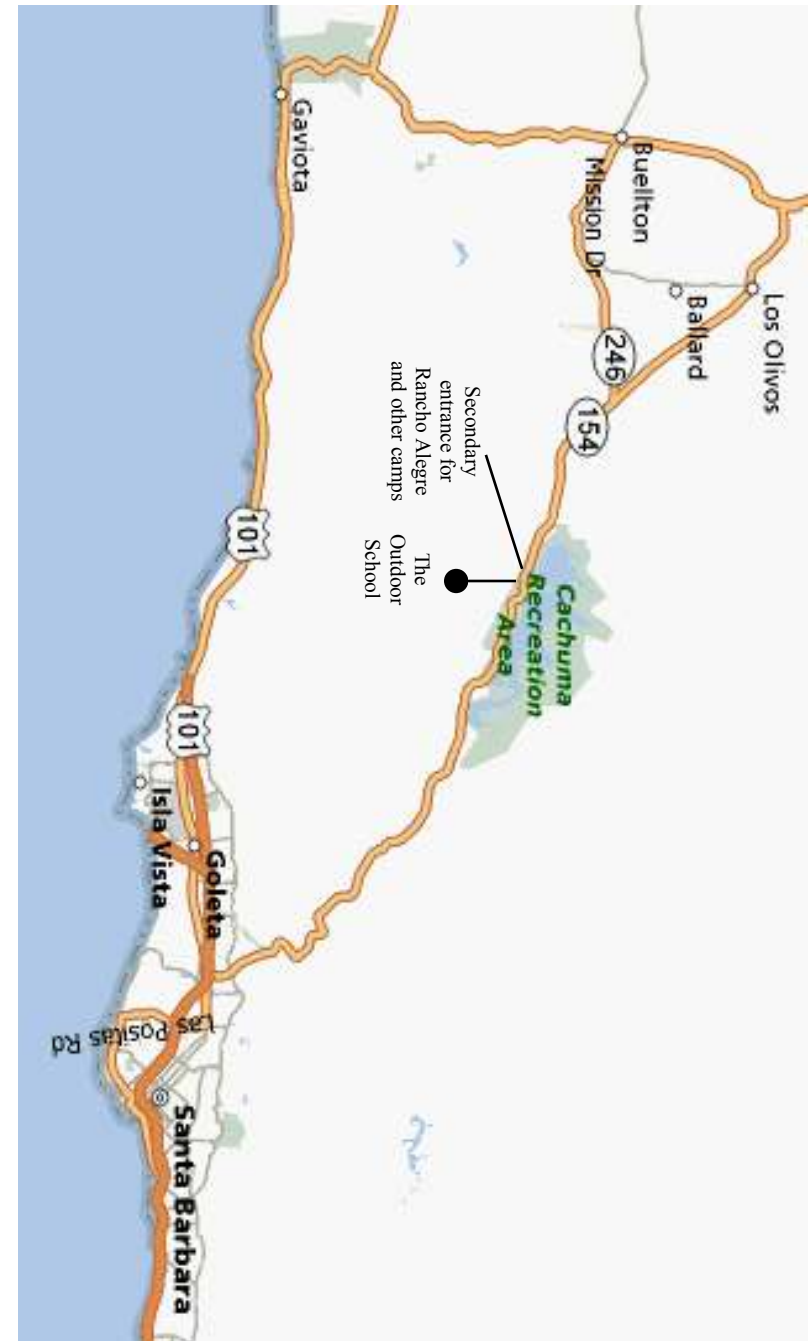 Los Olivos
Ballard
Buellton
Mission Dr
246
154
Gaviota
Secondary
entrance for
Rancho Alegre
and other camps
The
Outdoor
School
Cachuma
Recreation
Area
101
101
Isla Vista
Goleta
Las Positas Rd
Santa Barbara